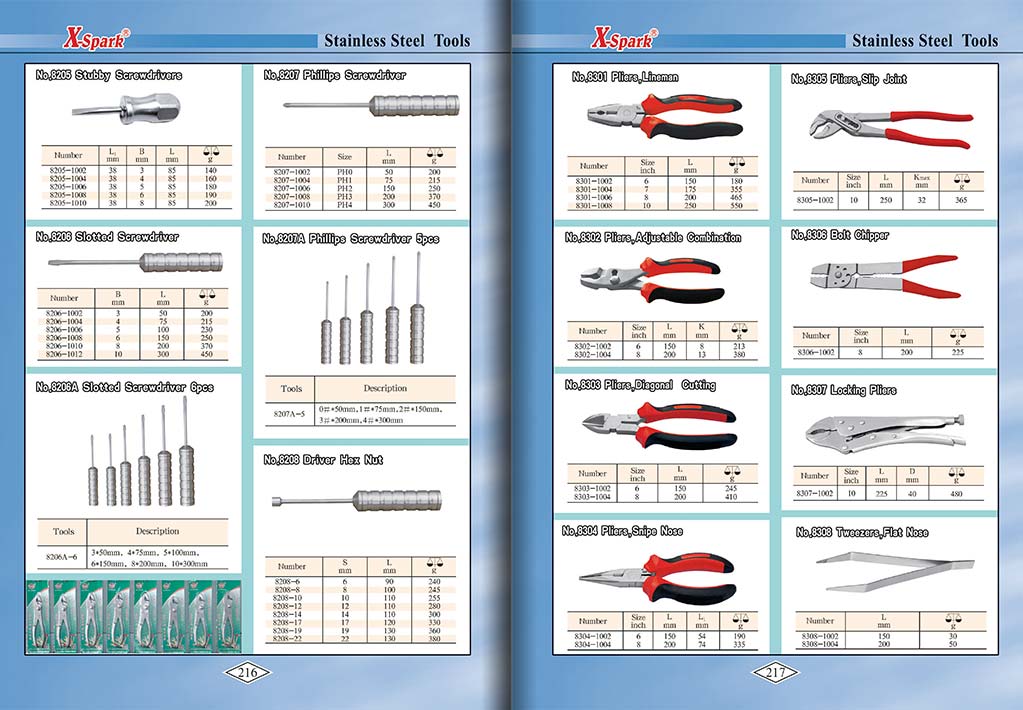 X-Spark®
Stainless Steel Tools
No,8205 Stubby Screwdrivers
Number L₁ mm B mm L mm g
8205-1002 38 3 85 140
8205-1004 38 4 85 160
8205-1006 38 5 85 180
8205-1008 38 6 85 190
8205-1010 38 8 85 200
No,8206 Slotted Screwdriver
Number B mm L mm g
8206-1002 3 50 200
8206-1004 4 75 215
8206-1006 5 100 230
8206-1008 6 150 250
8206-1010 8 200 370
8206-1012 10 300 450
No,8206A Slotted Screwdriver 6pcs
Tools Description
8206A-6 3*50mm, 4*75mm, 5*100mm,
6*150mm, 8*200mm, 10*300mm
No,8207 Phillips Screwdriver
Number Size L mm g
8207-1002 PH0 50 200
8207-1004 PH1 75 215
8207-1006 PH2 150 250
8207-1008 PH3 200 370
8207-1010 PH4 300 450
No,8207A Phillips Screwdriver 5pcs
Tools Description
8207A-5 0#*50mm,1#*75mm,2#*150mm,
3#*200mm,4#*300mm
No,8208 Driver Hex Nut
Number S mm L mm g
8208-6 6 90 240
8208-8 8 100 245
8208-10 10 110 255
8208-12 12 110 280
8208-14 14 110 300
8208-17 17 120 330
8208-19 19 130 360
8208-22 22 130 380
216
X-Spark®
Stainless Steel Tools
No,8301 Pliers,Lineman
Number Size inch L mm g
8301-1002 6 150 180
8301-1004 7 175 355
8301-1006 8 200 465
8301-1008 10 250 550
No,8302 Pliers,Adjustable Combination
Number Size inch L mm K mm g
8302-1002 6 150 8 213
8302-1004 8 200 13 380
No,8303 Pliers,Diagonal Cutting
Number Size inch L mm g
8303-1002 6 150 245
8303-1004 8 200 410
No,8304 Pliers,Snipe Nose
Number Size inch L mm L₁ mm g
8304-1002 6 150 54 190
8304-1004 8 200 74 335
No,8305 Pliers,Slip Joint
Number Size inch L mm Kmax mm g
8305-1002 10 250 32 365
No,8306 Bolt Chipper
Number Size inch L mm g
8306-1002 8 200 225
No,8307 Locking Pliers
Number Size inch L mm D mm g
8307-1002 10 225 40 480
No,8308 Tweezers,Flat Nose
Number L mm g
8308-1002 150 30
8308-1004 200 50
217